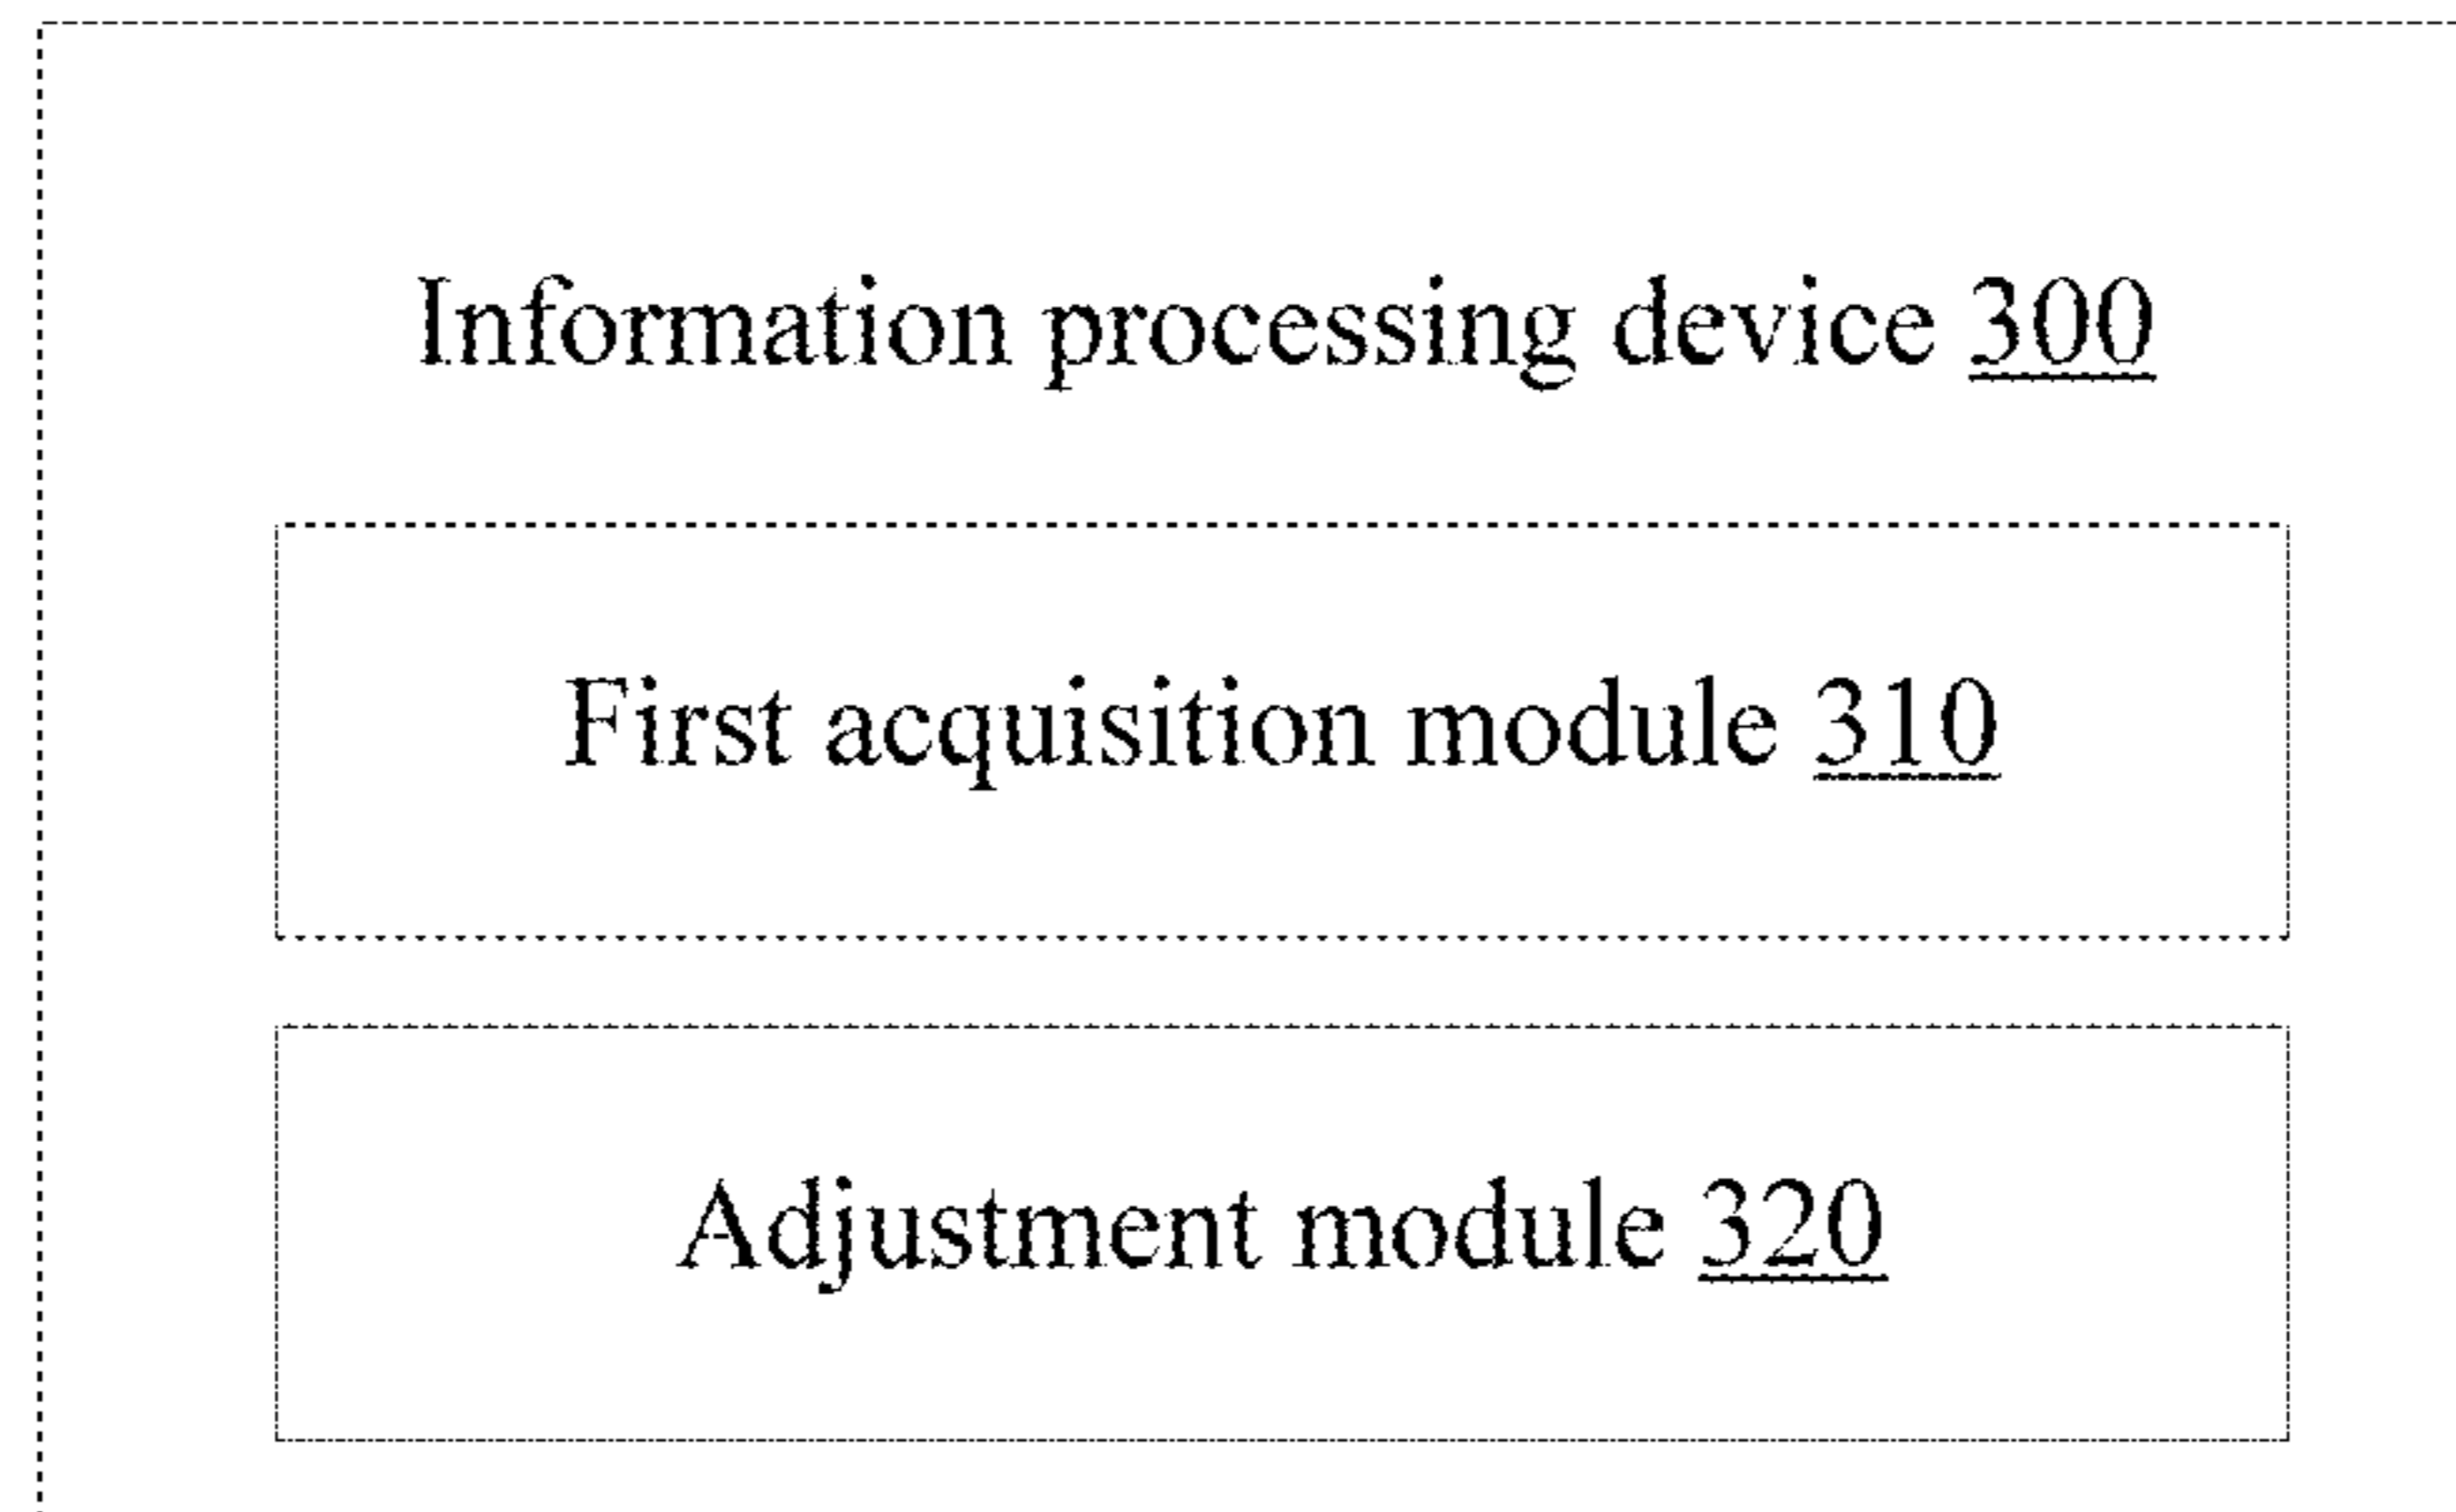 Information processing device 300
First acquisition module 310
Adjustment module 320